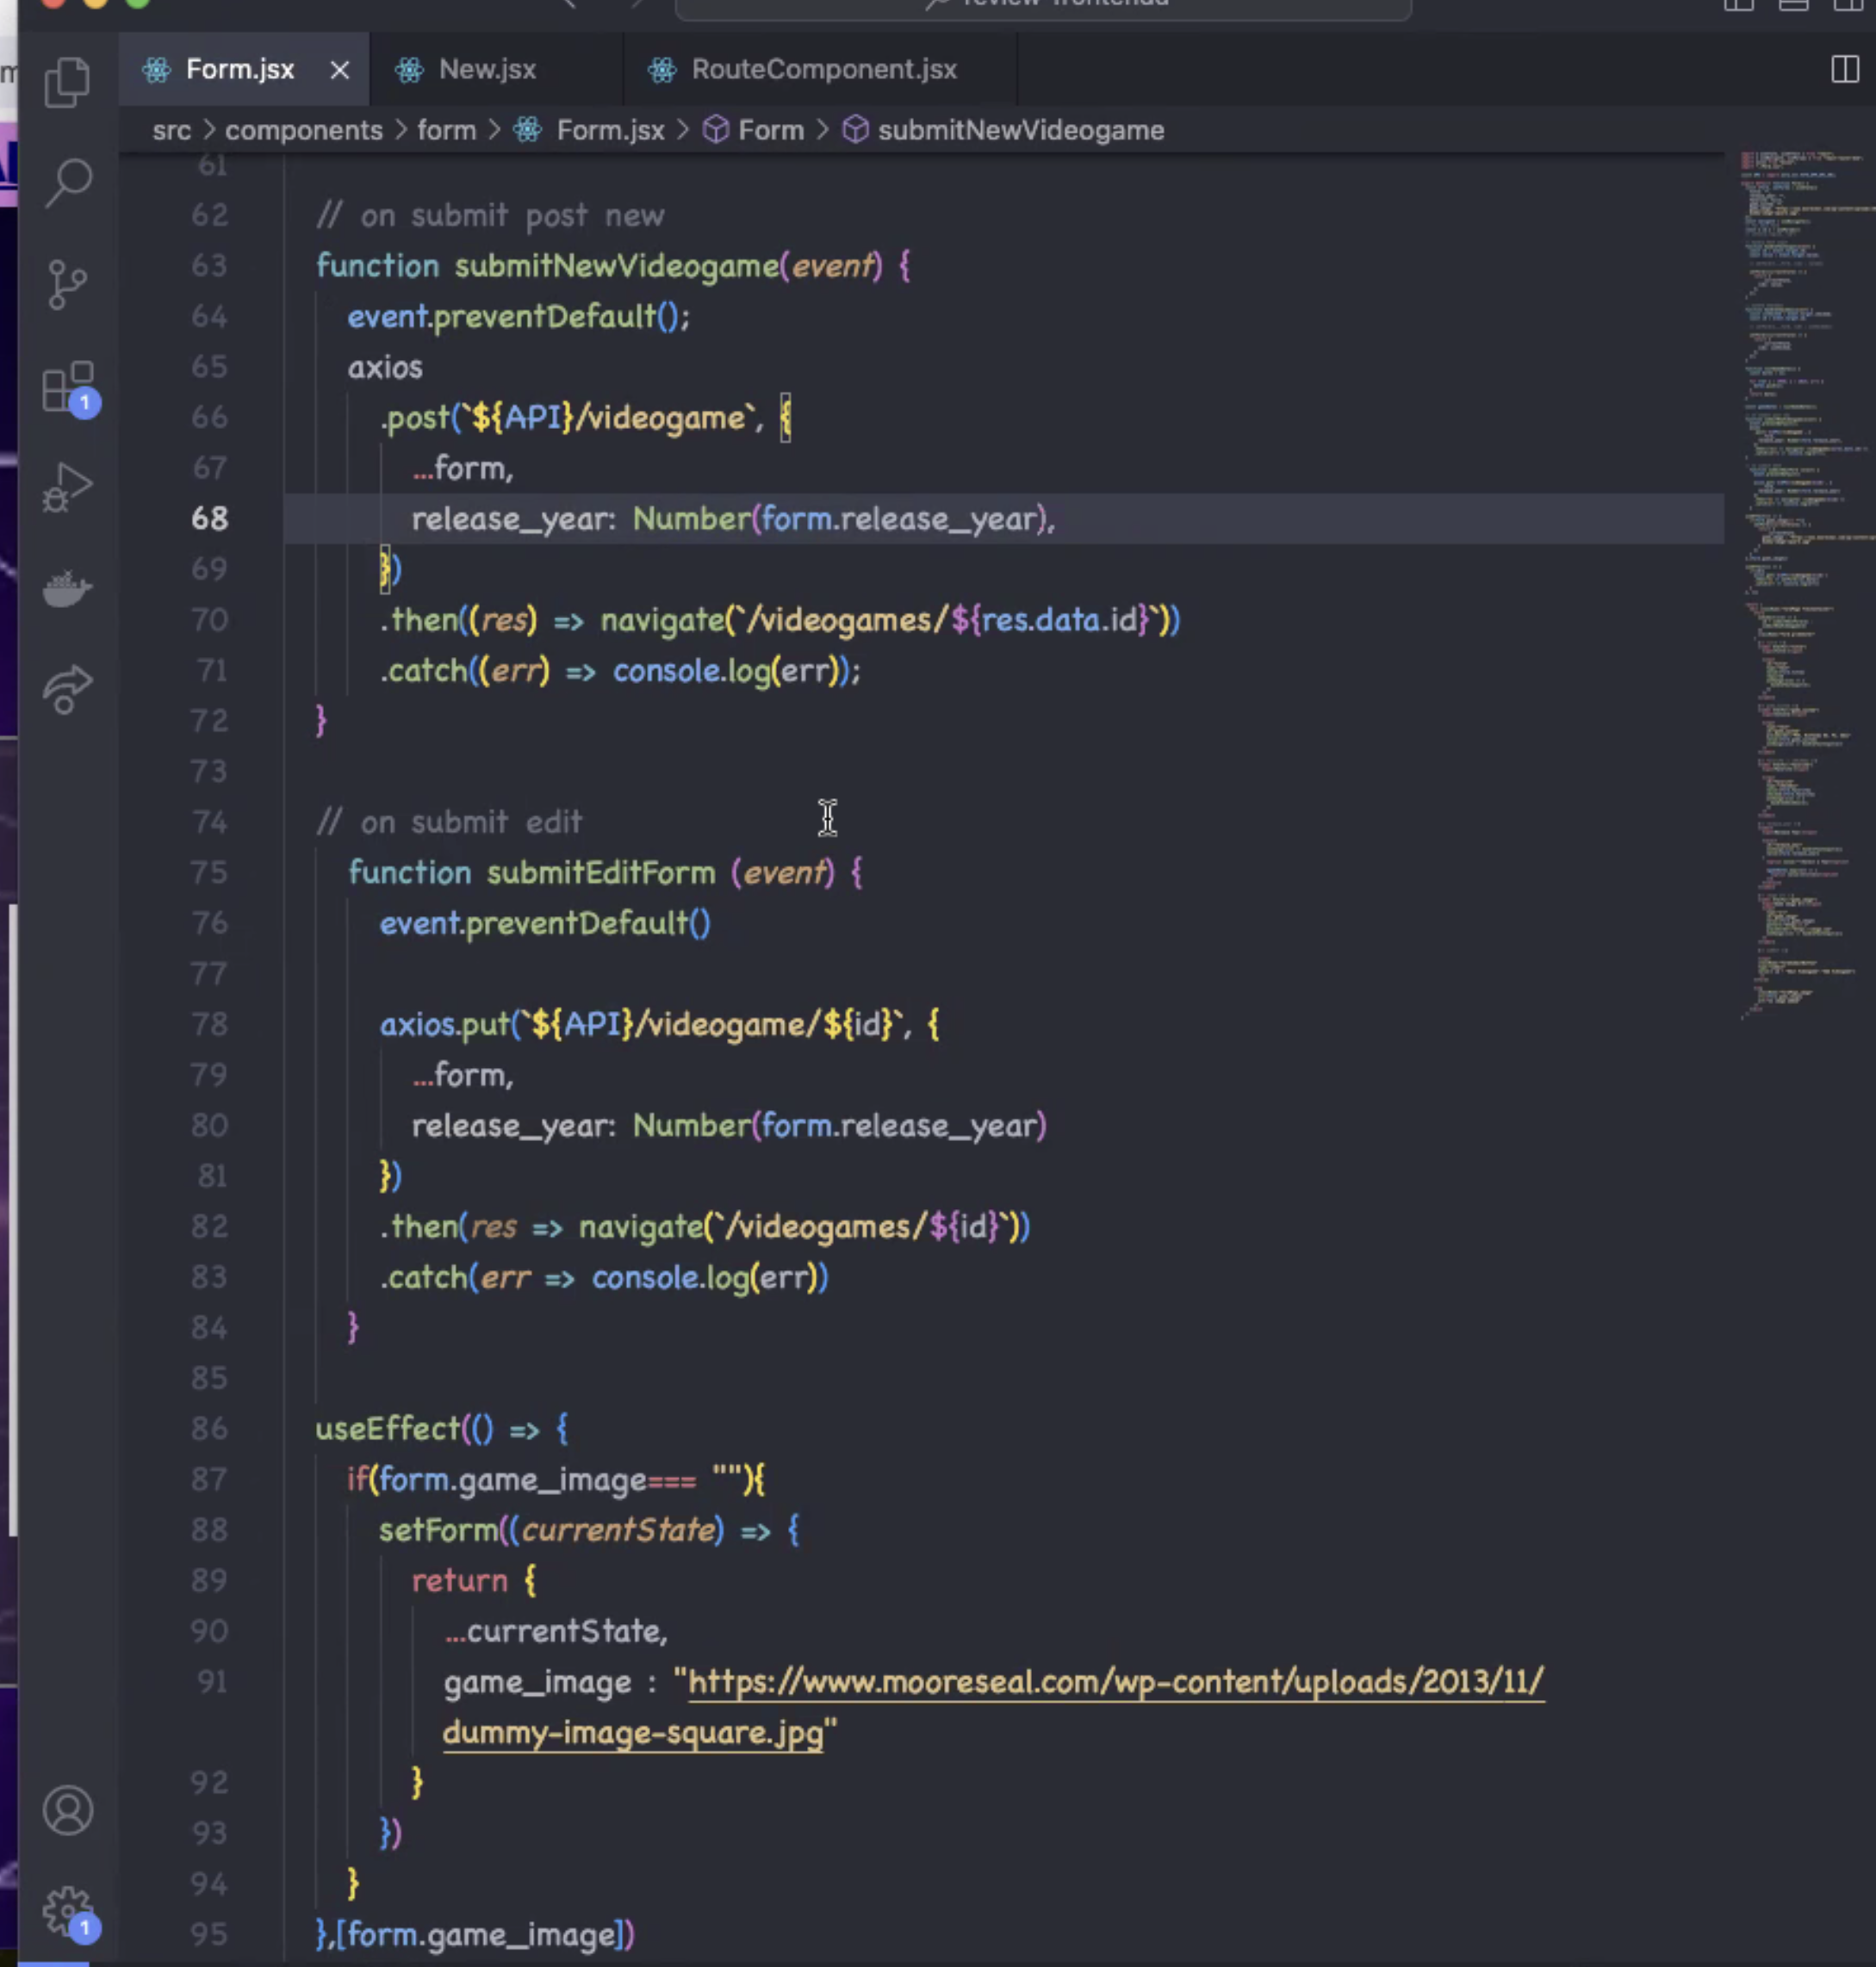 Form.jsx New.jsx RouteComponent.jsx
src > components > form > Form.jsx > Form > submitNewVideogame
61
62 // on submit post new
63 function submitNewVideogame(event) {
64 event.preventDefault();
65 axios
66 .post(`${API}/videogame`, {
67 ...form,
68 release_year: Number(form.release_year),
69 })
70 .then((res) => navigate(`/videogames/${res.data.id}`))
71 .catch((err) => console.log(err));
72 }
73
74 // on submit edit
75 function submitEditForm (event) {
76 event.preventDefault()
77
78 axios.put(`${API}/videogame/${id}`, {
79 ...form,
80 release_year: Number(form.release_year)
81 })
82 .then(res => navigate(`/videogames/${id}`))
83 .catch(err => console.log(err))
84 }
85
86 useEffect(() => {
87 if(form.game_image=== ""){
88 setForm((currentState) => {
89 return {
90 ...currentState,
91 game_image : "https://www.mooreseal.com/wp-content/uploads/2013/11/
dummy-image-square.jpg"
92 }
93 })
94 }
95 },[form.game_image])
1
1